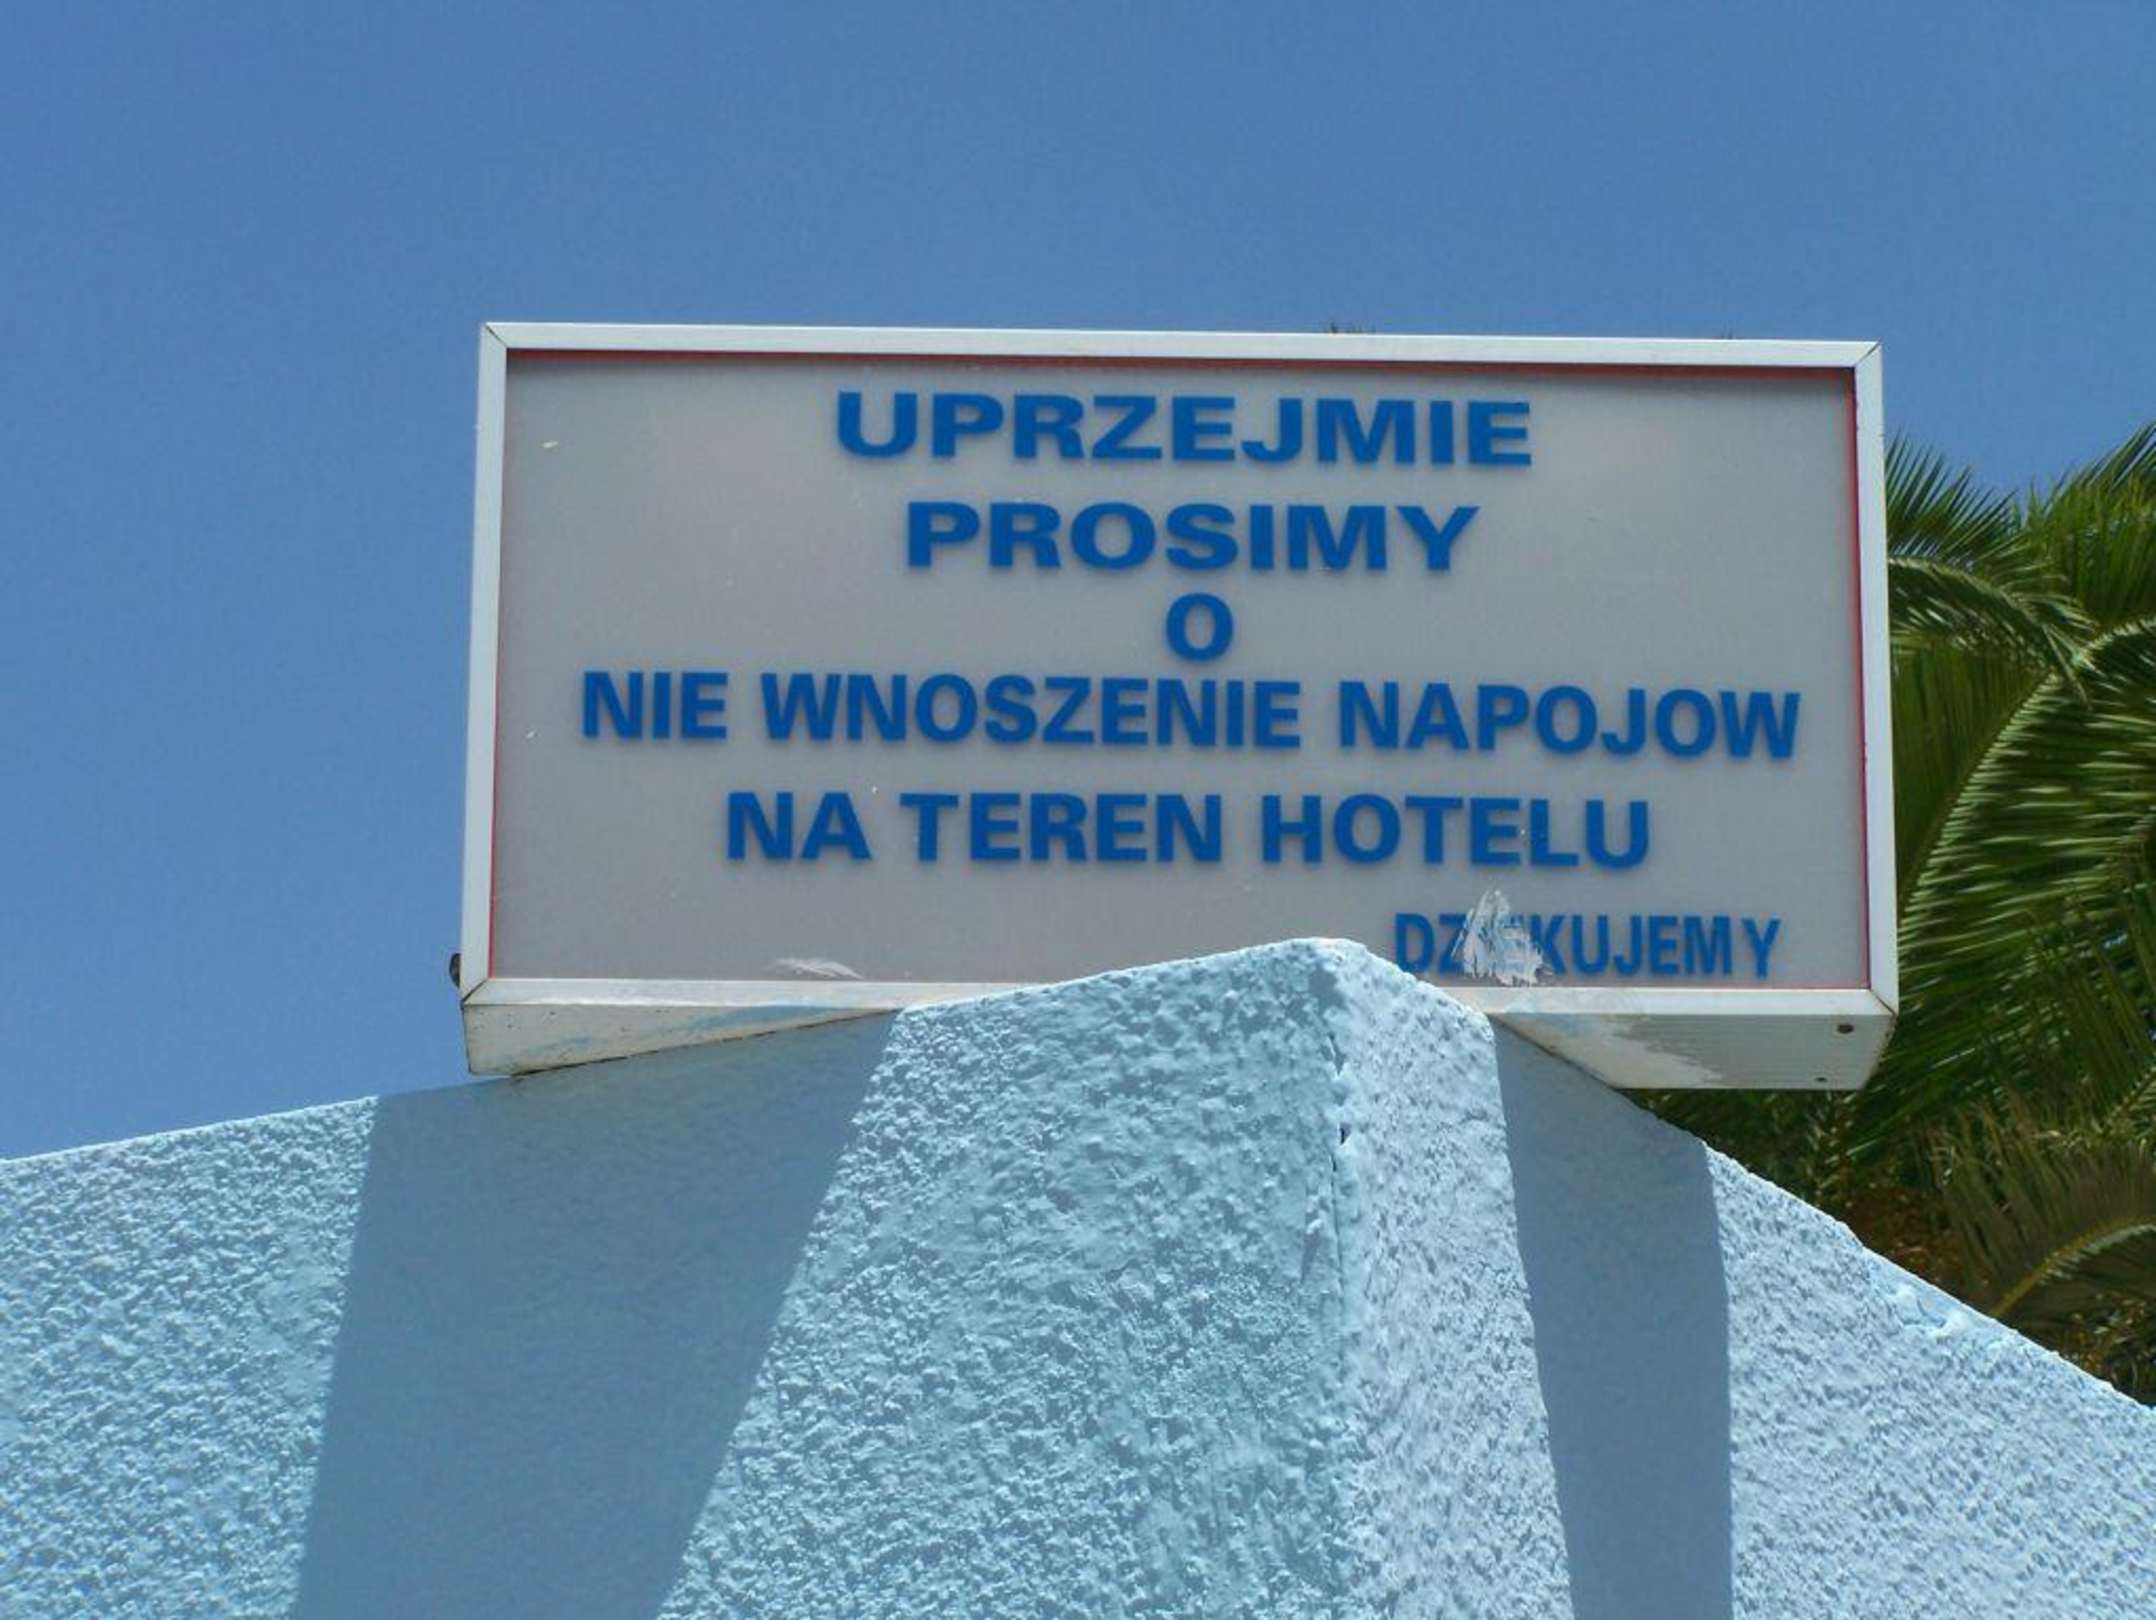 UPRZEJMIE
PROSIMY
O
NIE WNOSZENIE NAPOJOW
NA TEREN HOTELU